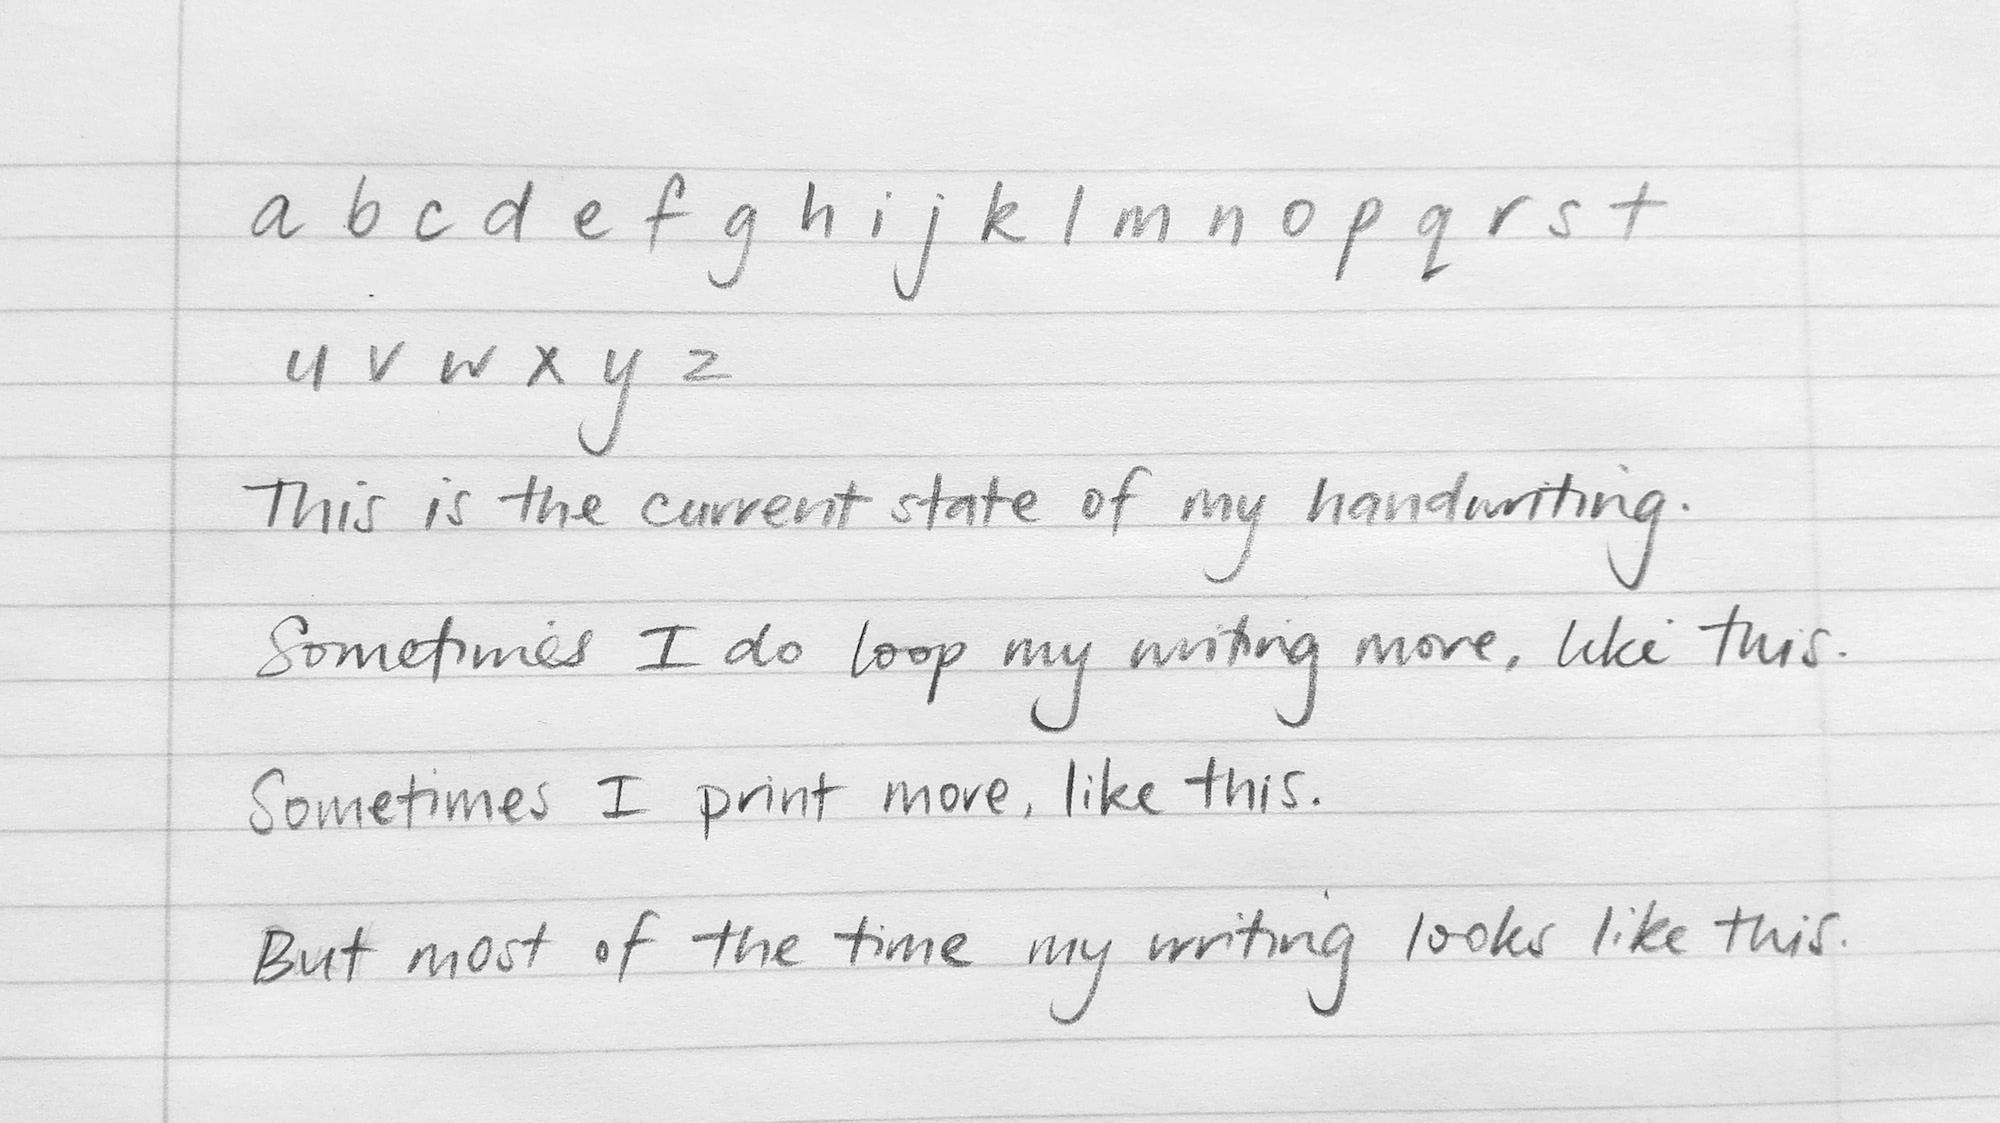 a b c d e f g h i j k l m n o p q r s t
u v w x y z
This is the current state of my handwriting.
Sometimes I do loop my writing more, like this.
Sometimes I print more, like this.
But most of the time my writing looks like this.